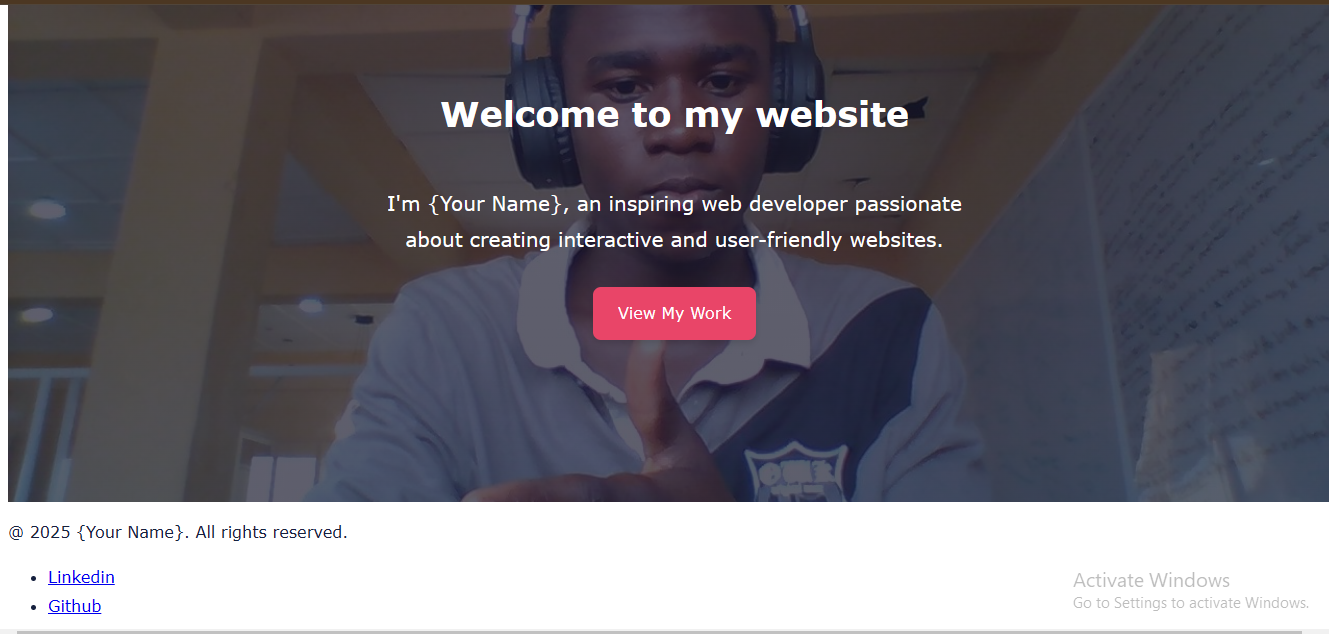 Welcome to my website
I'm {Your Name}, an inspiring web developer passionate
about creating interactive and user-friendly websites.
View My Work
@ 2025 {Your Name}. All rights reserved.
Linkedin
Github
Activate Windows
Go to Settings to activate Windows.